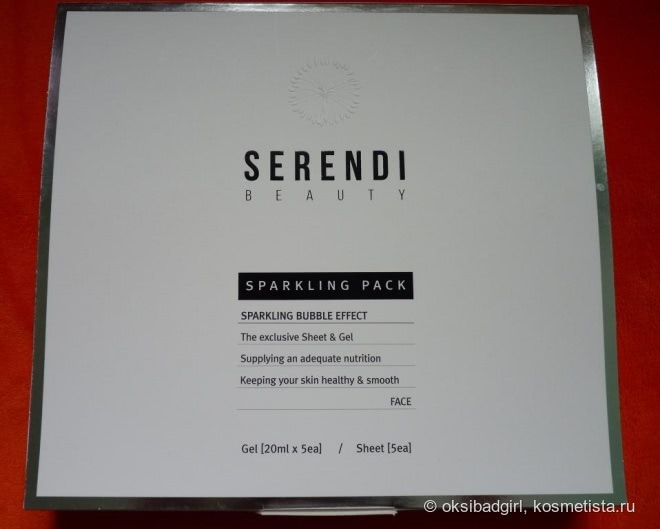 SERENDI
BEAUTY
SPARKLING PACK
SPARKLING BUBBLE EFFECT
The exclusive Sheet & Gel
Supplying an adequate nutrition
Keeping your skin healthy & smooth
FACE
Gel [20ml x 5ea] / Sheet [5ea]
© oksibadgirl, kosmetista.ru